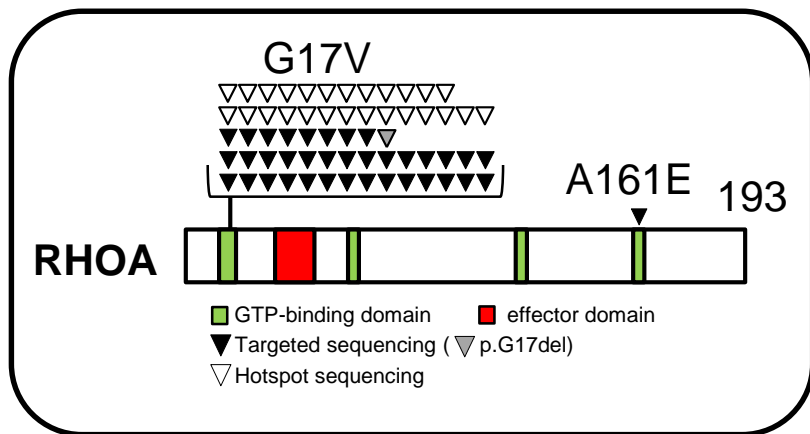 G17V
A161E
193
RHOA
GTP-binding domain
effector domain
Targeted sequencing ( p.G17del)
Hotspot sequencing